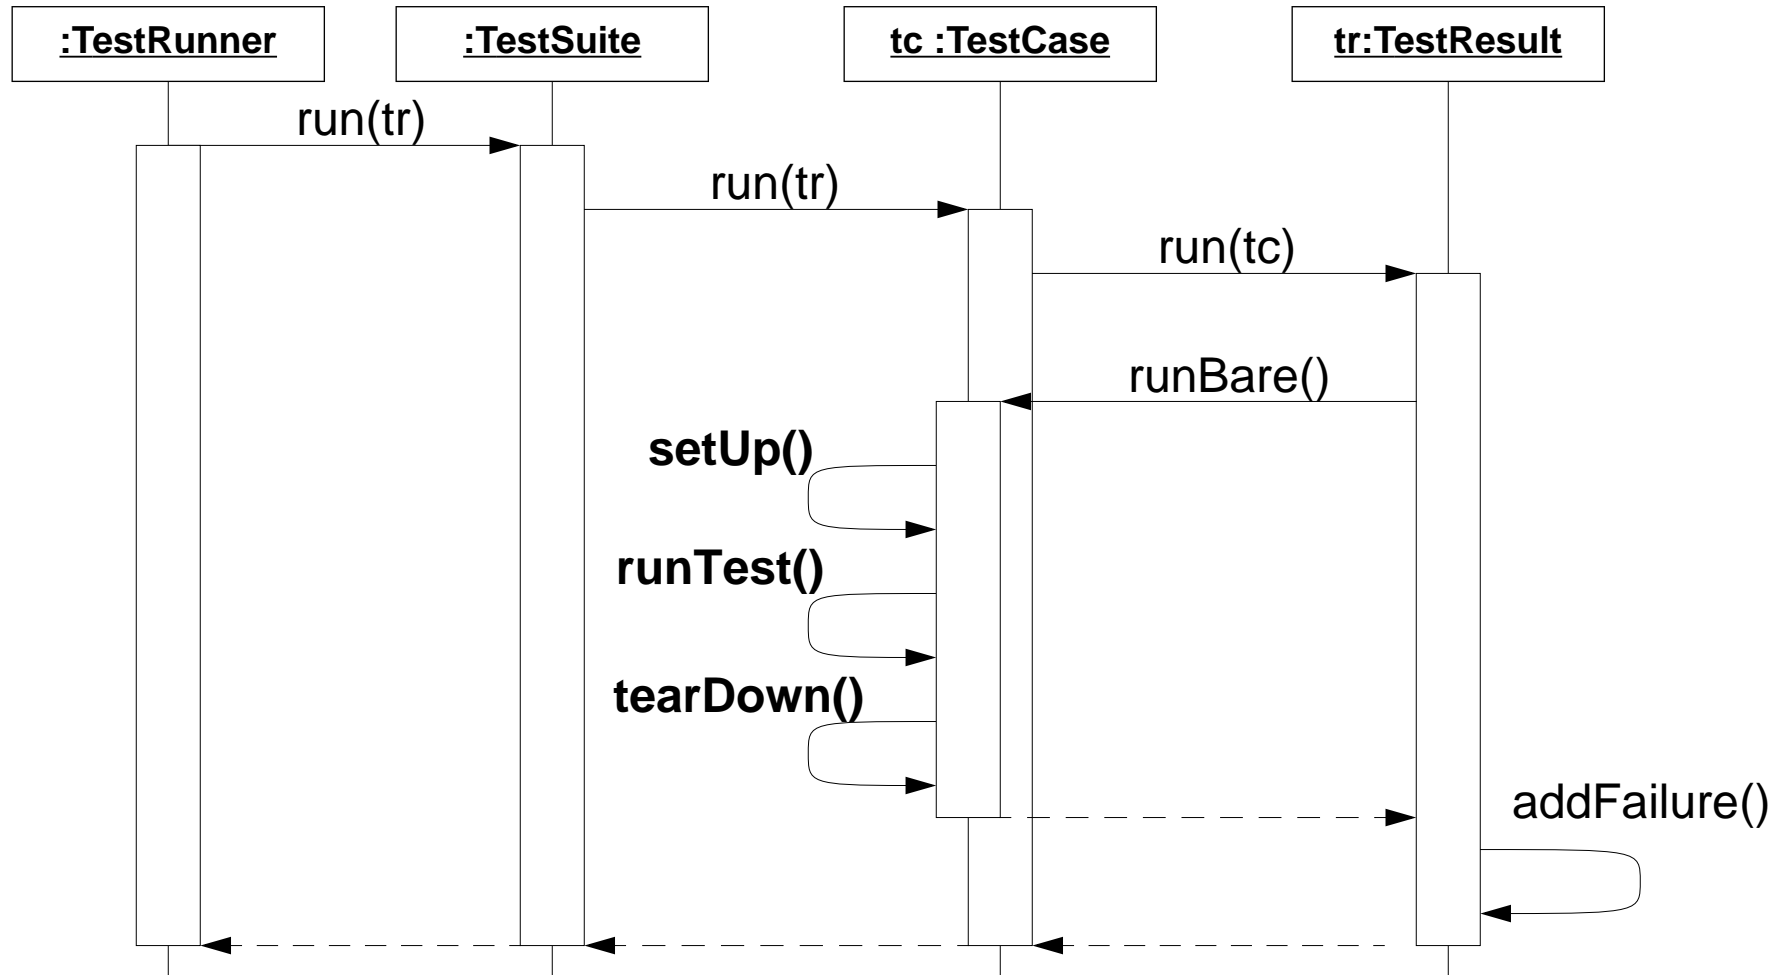 :TestRunner
:TestSuite
tc :TestCase
tr:TestResult
run(tr)
run(tr)
run(tc)
runBare()
setUp()
runTest()
tearDown()
addFailure()